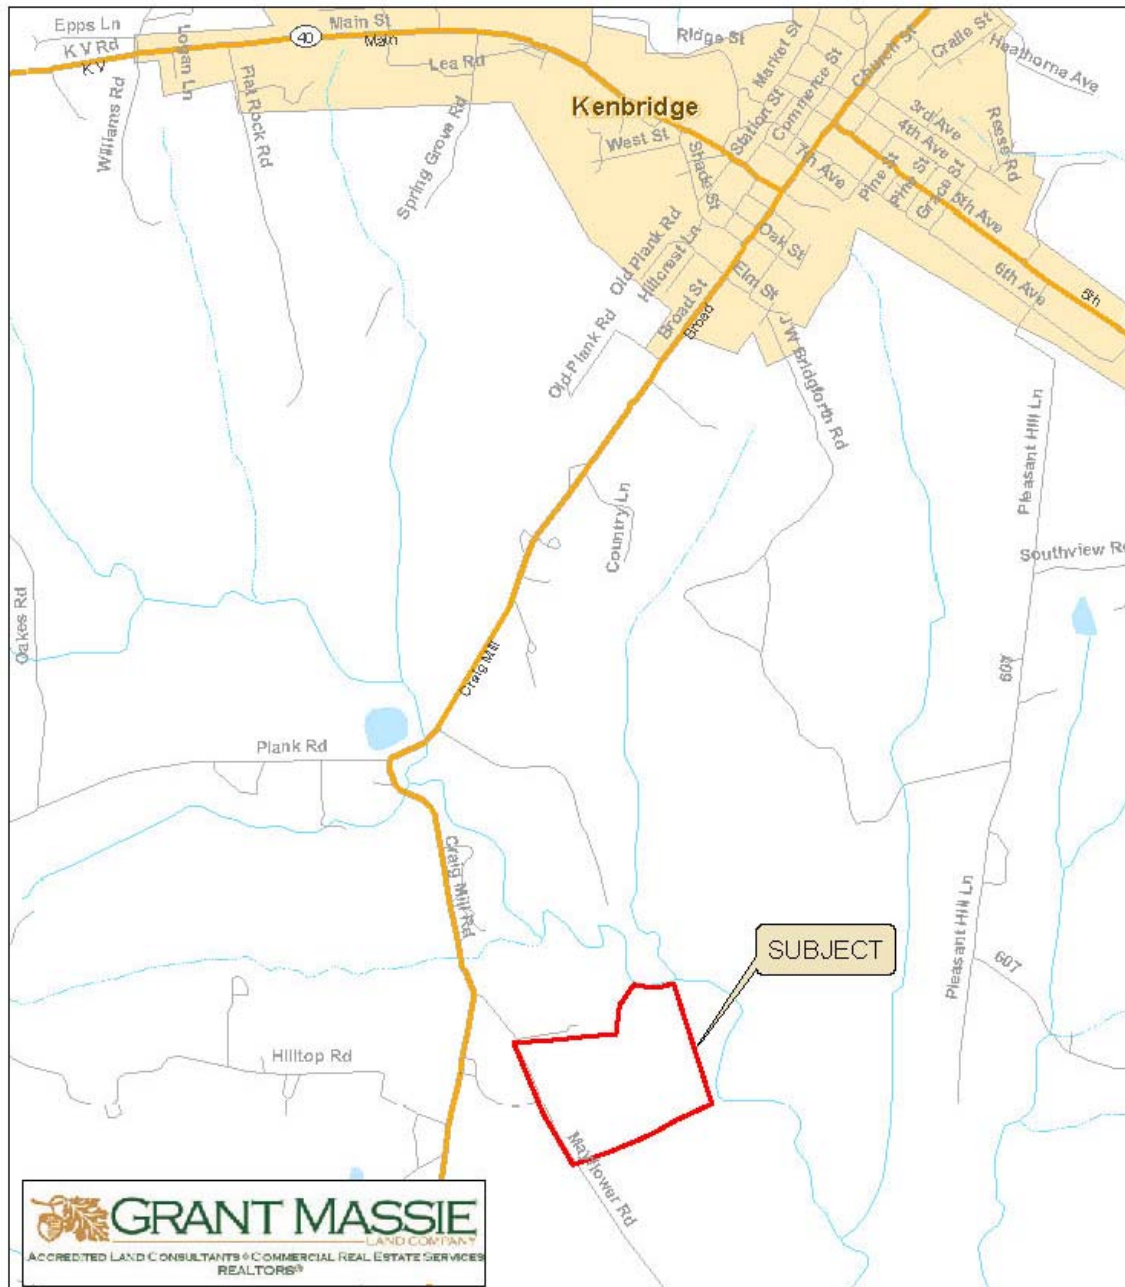 Epps Ln
K V Rd
K V
Williams Rd
Logan Ln
Flat Rock Rd
40
Main St
Main
Lea Rd
Spring Grove Rd
Kenbridge
West St
Ridge St
Market St
Station St
Commerce St
Church St
Cralle St
Heathorne Ave
Reese Rd
3rd Ave
4th Ave
5th Ave
5th
6th Ave
7th Ave
Pine St
Pine St
Grace St
Shade St
Oak St
Elm St
Old Plank Rd
Hillcrest Ln
Broad St
Broad
Old Plank Rd
J W Bridgforth Rd
Pleasant Hill Ln
Southview Rd
Country Ln
Oakes Rd
Craig Mill
607
Plank Rd
Craig Mill Rd
Pleasant Hill Ln
607
SUBJECT
Hilltop Rd
Mayflower Rd
GRANT MASSIE
LAND COMPANY
ACCREDITED LAND CONSULTANTS COMMERCIAL REAL ESTATE SERVICES
REALTORS®